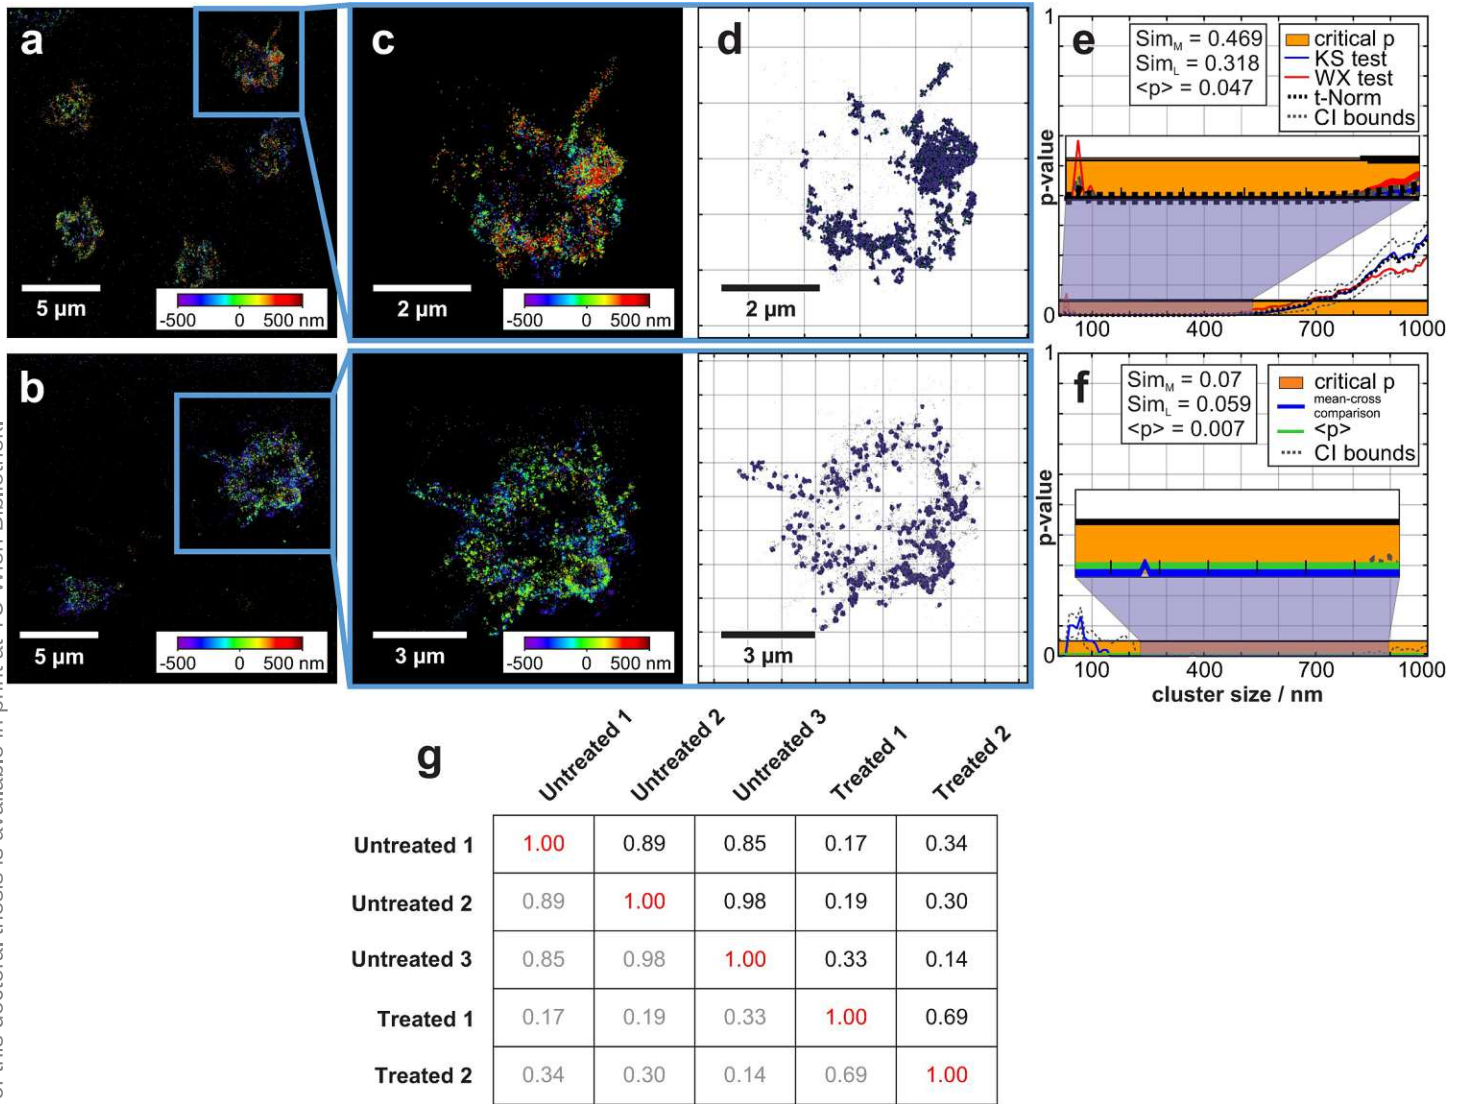 a
5 µm
-500 0 500 nm
c
2 µm
-500 0 500 nm
d
2 µm
e
Sim_M = 0.469
Sim_L = 0.318
<p> = 0.047
critical p
KS test
WX test
t-Norm
CI bounds
p-value
1
0
100 400 700 1000
b
5 µm
-500 0 500 nm
3 µm
-500 0 500 nm
3 µm
f
Sim_M = 0.07
Sim_L = 0.059
<p> = 0.007
critical p
mean-cross
comparison
<p>
CI bounds
p-value
1
0
100 400 700 1000
cluster size / nm
g
Untreated 1 Untreated 2 Untreated 3 Treated 1 Treated 2
Untreated 1 1.00 0.89 0.85 0.17 0.34
Untreated 2 0.89 1.00 0.98 0.19 0.30
Untreated 3 0.85 0.98 1.00 0.33 0.14
Treated 1 0.17 0.19 0.33 1.00 0.69
Treated 2 0.34 0.30 0.14 0.69 1.00